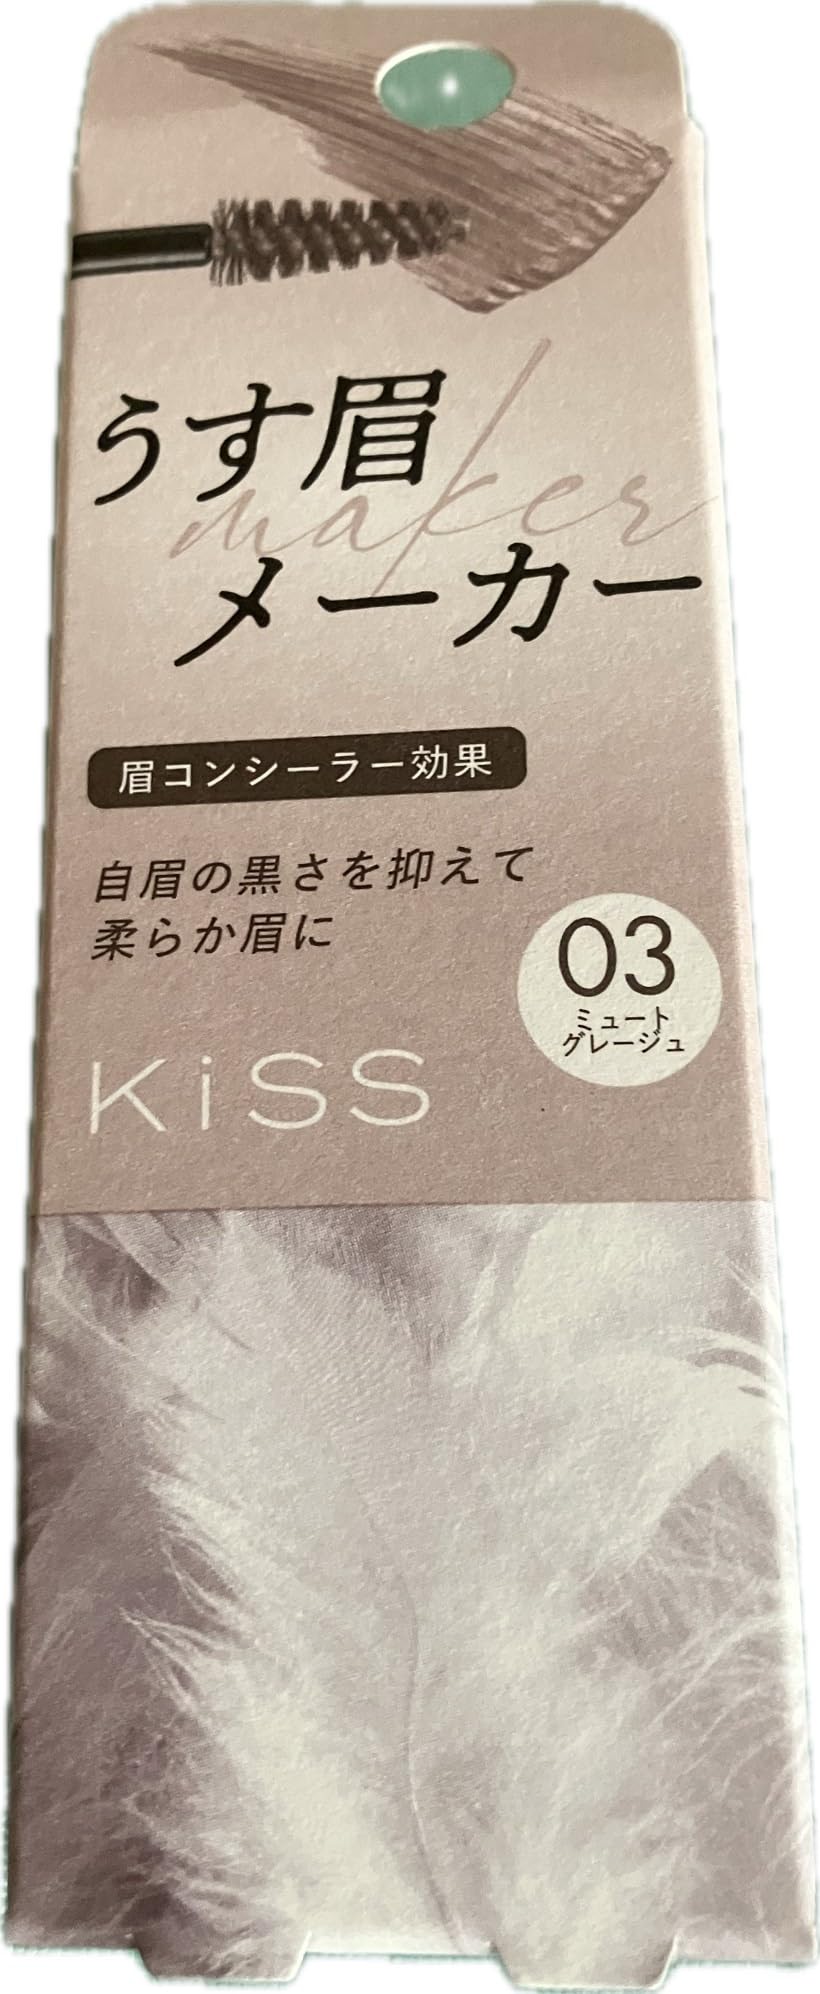 うす眉
maker
メーカー
眉コンシーラー効果
自眉の黒さを抑えて
柔らか眉に
03
ミュート
グレージュ
KiSS